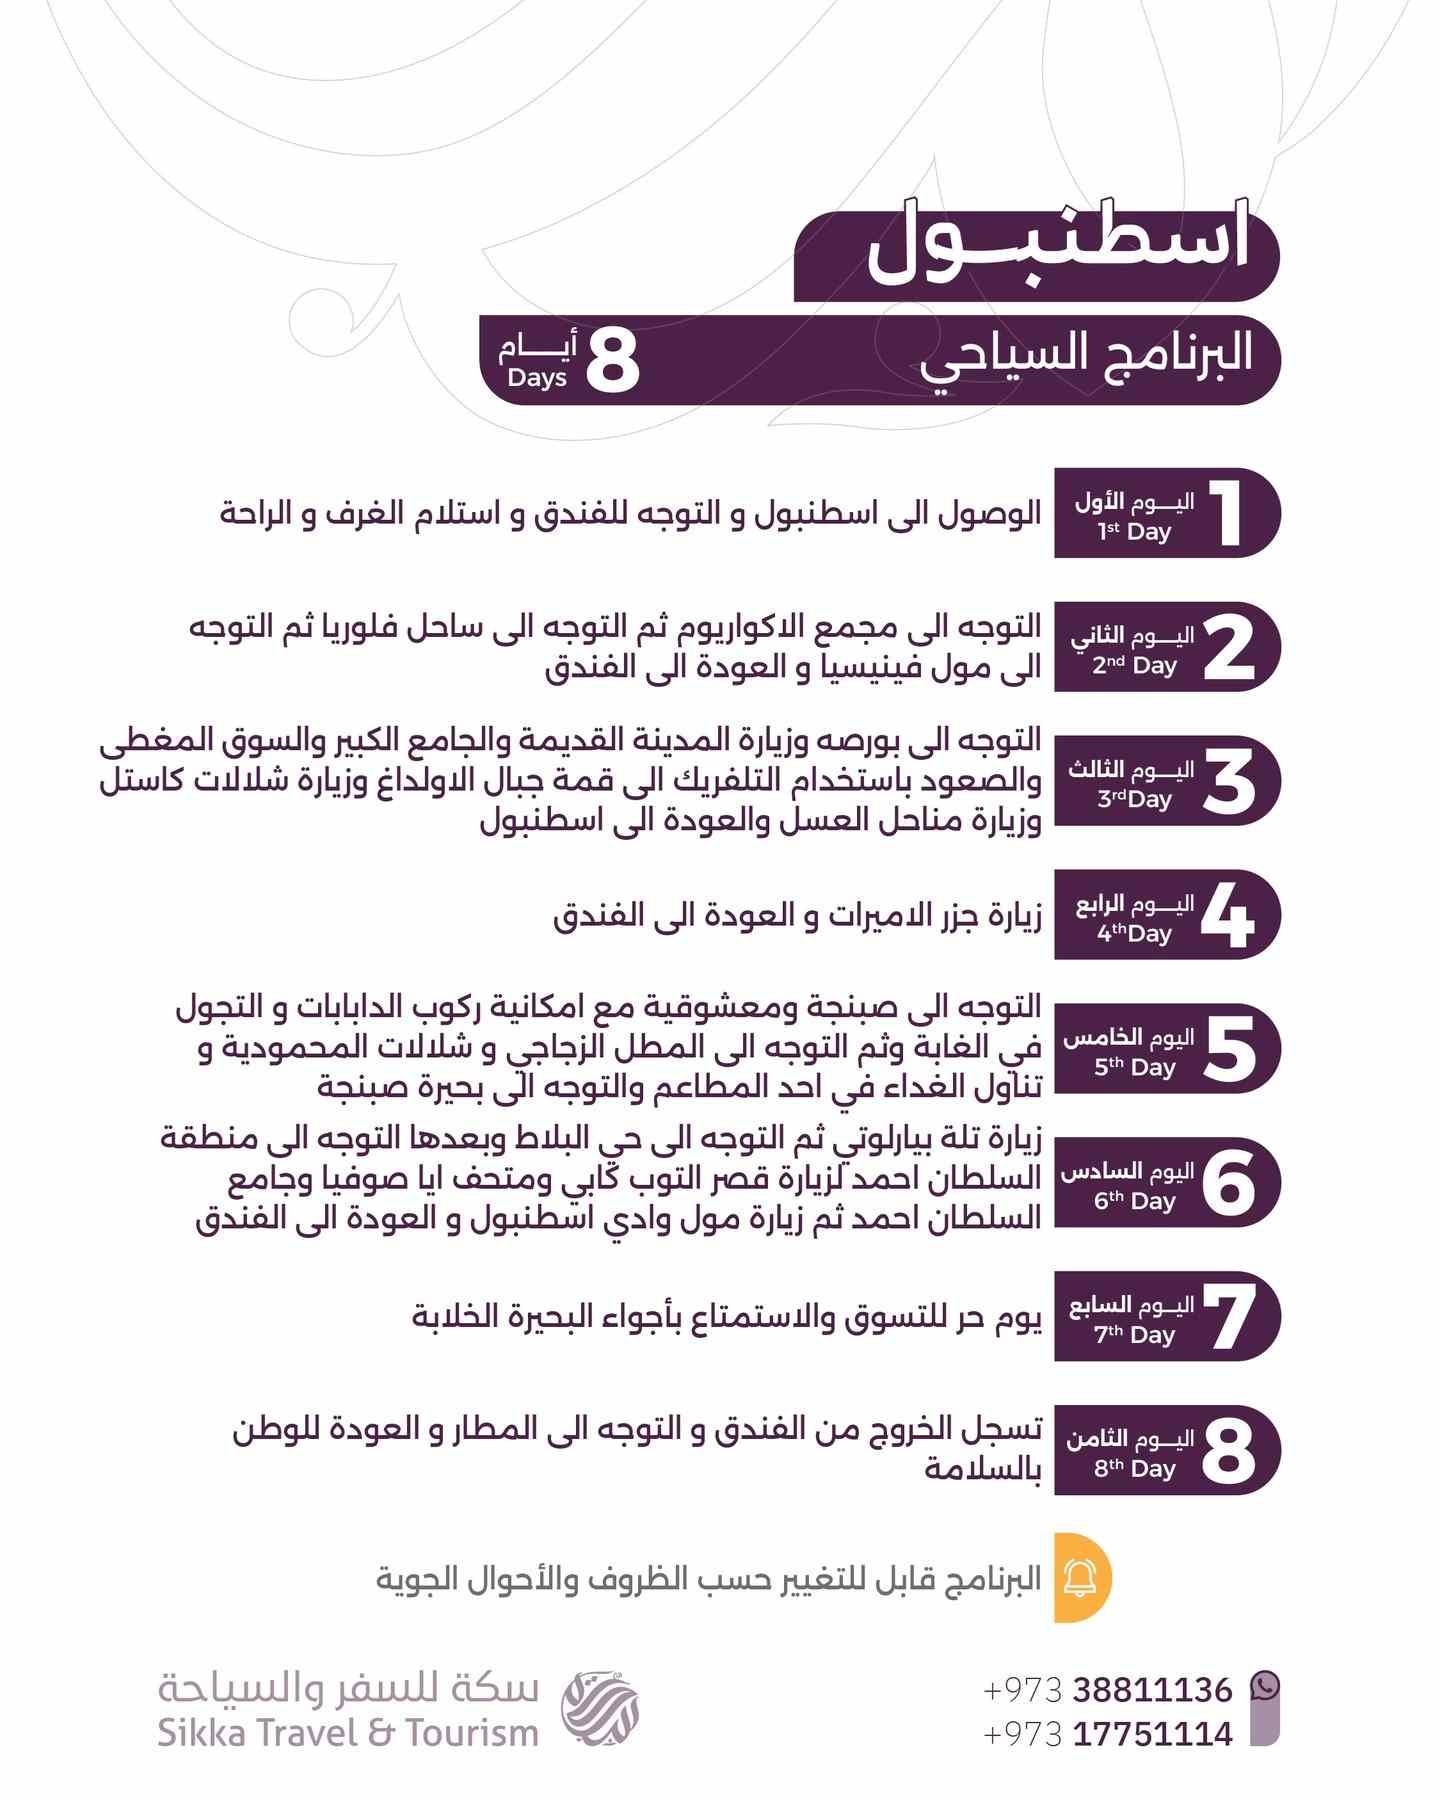 اسطنبول
البرنامج السياحي
8 أيام
Days
1 اليوم الأول
1st Day
الوصول الى اسطنبول و التوجه للفندق و استلام الغرف و الراحة
2 اليوم الثاني
2nd Day
التوجه الى مجمع الاكواريوم ثم التوجه الى ساحل فلوريا ثم التوجه
الى مول فينيسيا و العودة الى الفندق
3 اليوم الثالث
3rd Day
التوجه الى بورصه وزيارة المدينة القديمة والجامع الكبير والسوق المغطى
والصعود باستخدام التلفريك الى قمة جبال الاولداغ وزيارة شلالات كاستل
وزيارة مناحل العسل والعودة الى اسطنبول
4 اليوم الرابع
4th Day
زيارة جزر الاميرات و العودة الى الفندق
5 اليوم الخامس
5th Day
التوجه الى صبنجة ومعشوقية مع امكانية ركوب الدابابات و التجول
في الغابة وثم التوجه الى المطل الزجاجي و شلالات المحمودية و
تناول الغداء في احد المطاعم والتوجه الى بحيرة صبنجة
6 اليوم السادس
6th Day
زيارة تلة بيارلوتي ثم التوجه الى حي البلاط وبعدها التوجه الى منطقة
السلطان احمد لزيارة قصر التوب كابي ومتحف ايا صوفيا وجامع
السلطان احمد ثم زيارة مول وادي اسطنبول و العودة الى الفندق
7 اليوم السابع
7th Day
يوم حر للتسوق والاستمتاع بأجواء البحيرة الخلابة
8 اليوم الثامن
8th Day
تسجل الخروج من الفندق و التوجه الى المطار و العودة للوطن
بالسلامة
البرنامج قابل للتغيير حسب الظروف والأحوال الجوية
+973 38811136
+973 17751114
سكة للسفر والسياحة
Sikka Travel & Tourism